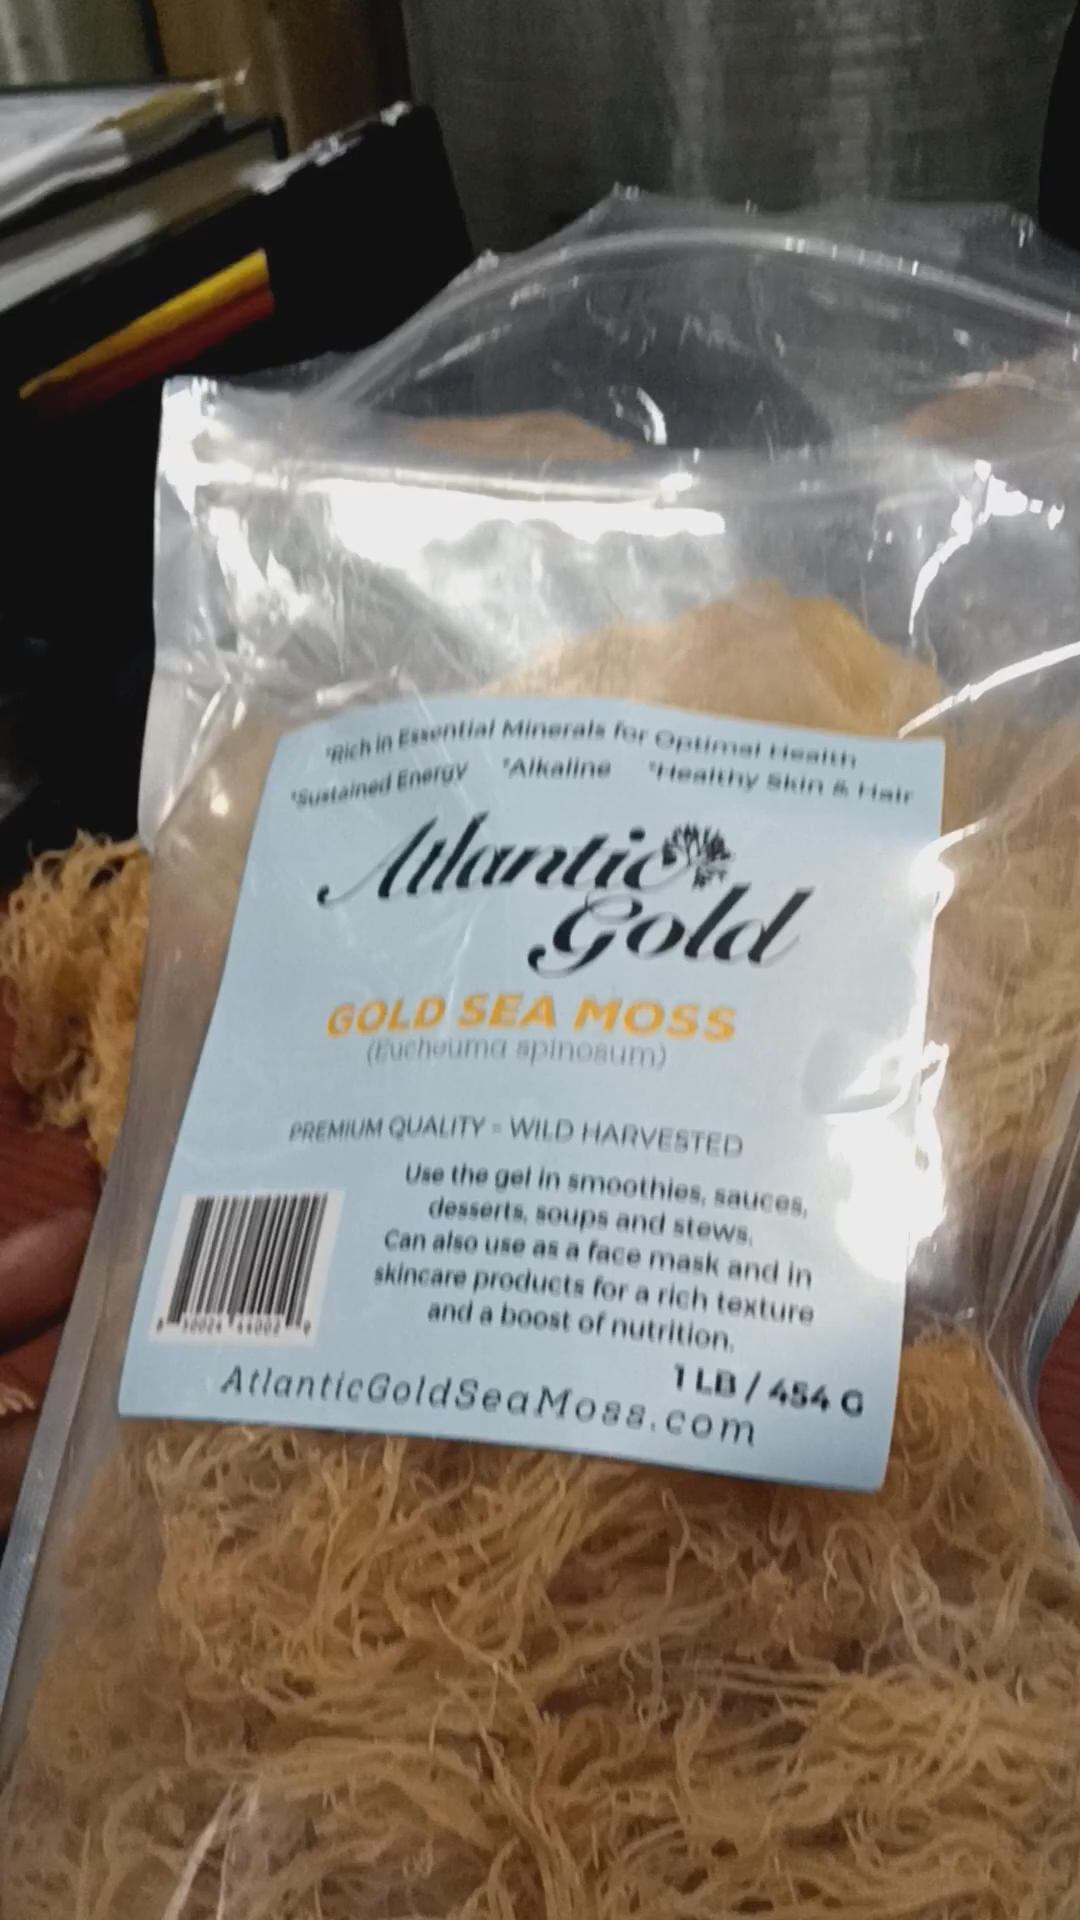 *Rich in Essential Minerals for Optimal Health
*Sustained Energy *Alkaline *Healthy Skin & Hair
Atlantic
Gold
GOLD SEA MOSS
(Eucheuma spinosum)
PREMIUM QUALITY - WILD HARVESTED
Use the gel in smoothies, sauces,
desserts, soups and stews.
Can also use as a face mask and in
skincare products for a rich texture
and a boost of nutrition.
1 LB / 454 G
AtlanticGoldSeaMoss.com